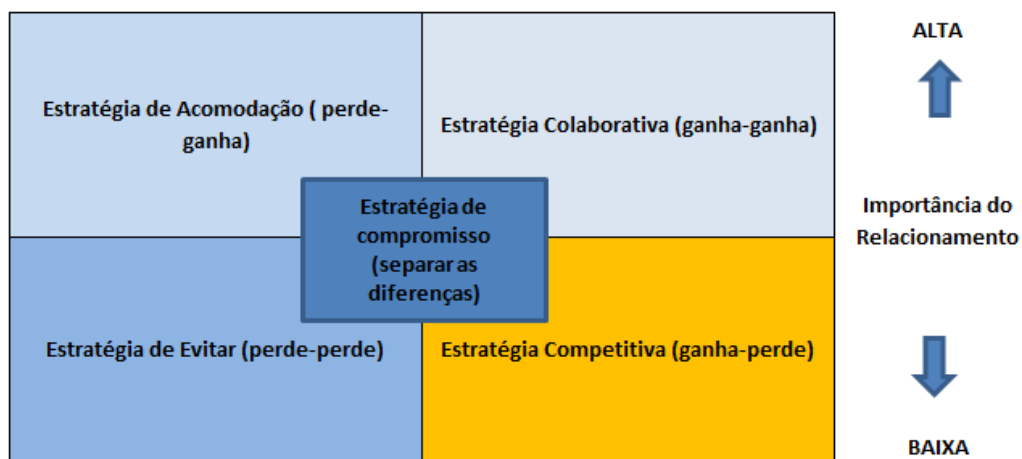 Estratégia de Acomodação ( perde-
ganha)
Estratégia Colaborativa (ganha-ganha)
Estratégia de
compromisso
(separar as
diferenças)
Estratégia de Evitar (perde-perde)
Estratégia Competitiva (ganha-perde)
ALTA
Importância do
Relacionamento
BAIXA